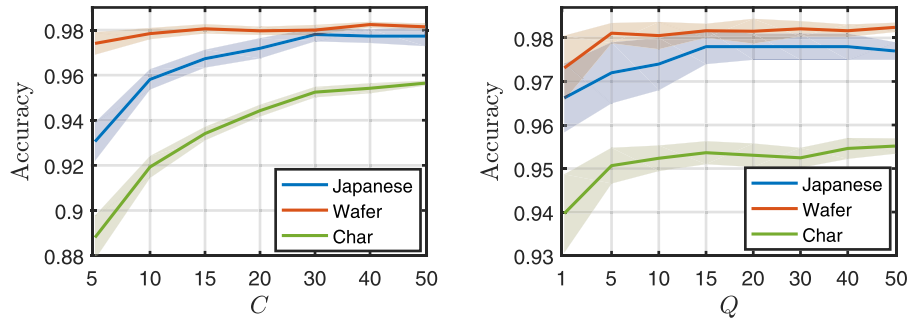 Accuracy
0.98
0.96
0.94
0.92
0.9
0.88
5 10 15 20 30 40 50
C
Japanese
Wafer
Char
Accuracy
0.98
0.97
0.96
0.95
0.94
0.93
1 5 10 15 20 30 40 50
Q
Japanese
Wafer
Char